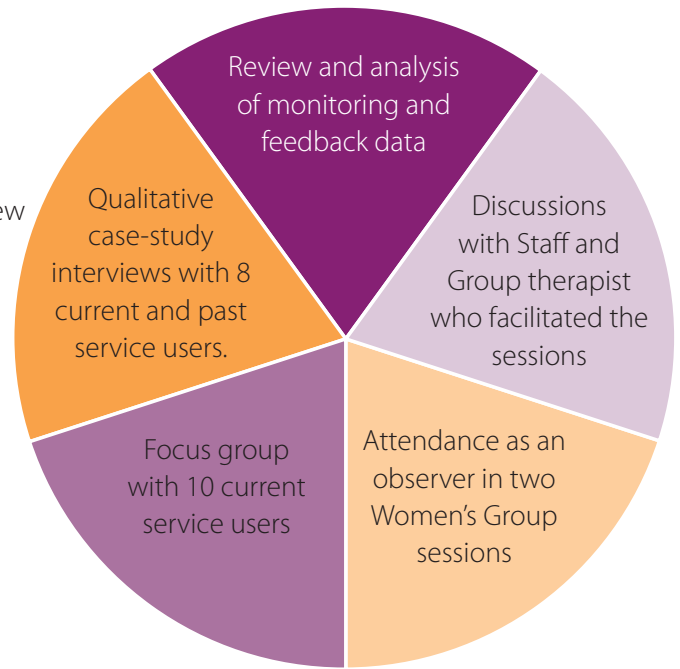 Review and analysis
of monitoring and
feedback data
Discussions
with Staff and
Group therapist
who facilitated the
sessions
Attendance as an
observer in two
Women’s Group
sessions
Focus group
with 10 current
service users
Qualitative
case-study
interviews with 8
current and past
service users.